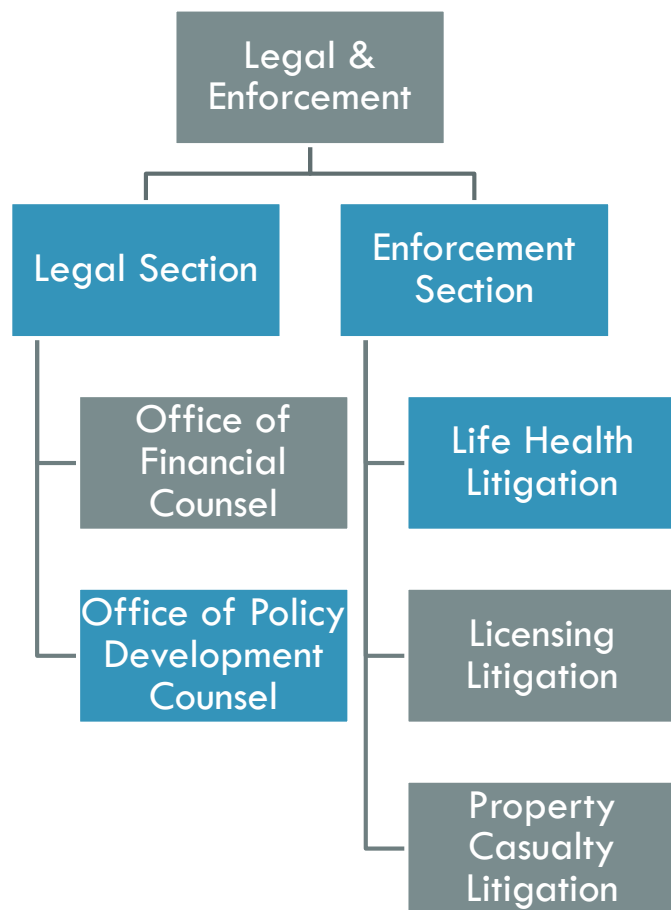 Legal &
Enforcement
Legal Section
Enforcement
Section
Office of
Financial
Counsel
Life Health
Litigation
Office of Policy
Development
Counsel
Licensing
Litigation
Property
Casualty
Litigation